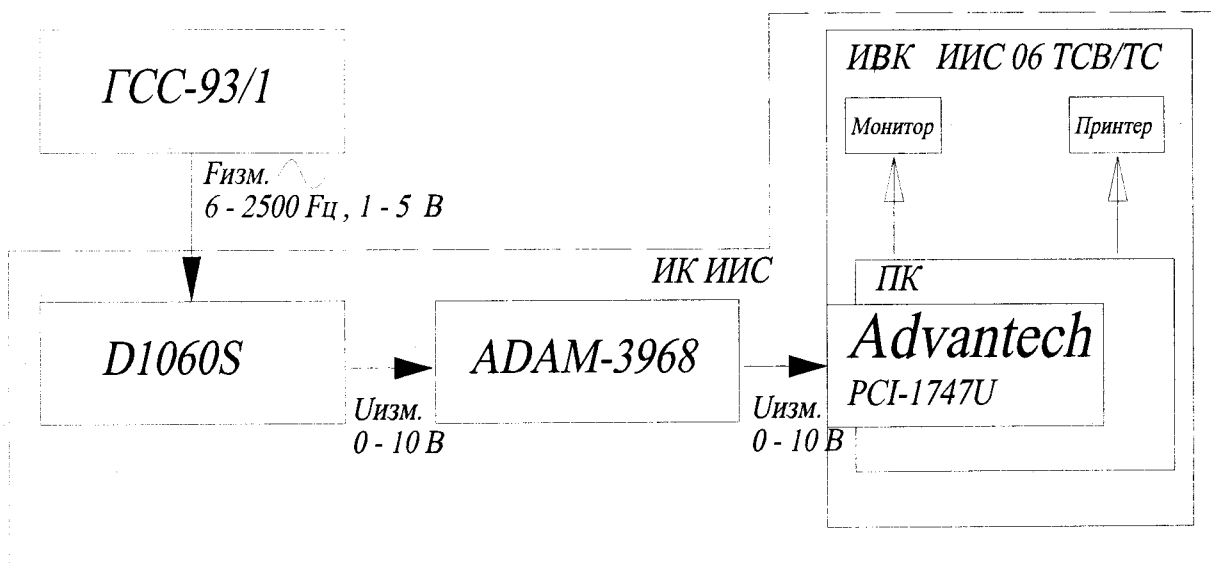 ГСС-93/1
Fизм.
6 - 2500 Fц , 1 - 5 В
ИВК ИИС 06 ТСВ/ТС
Монитор
Принтер
ИК ИИС
ПК
D1060S
ADAM-3968
Advantech
PCI-1747U
Uизм.
0 - 10 В
Uизм.
0 - 10 В